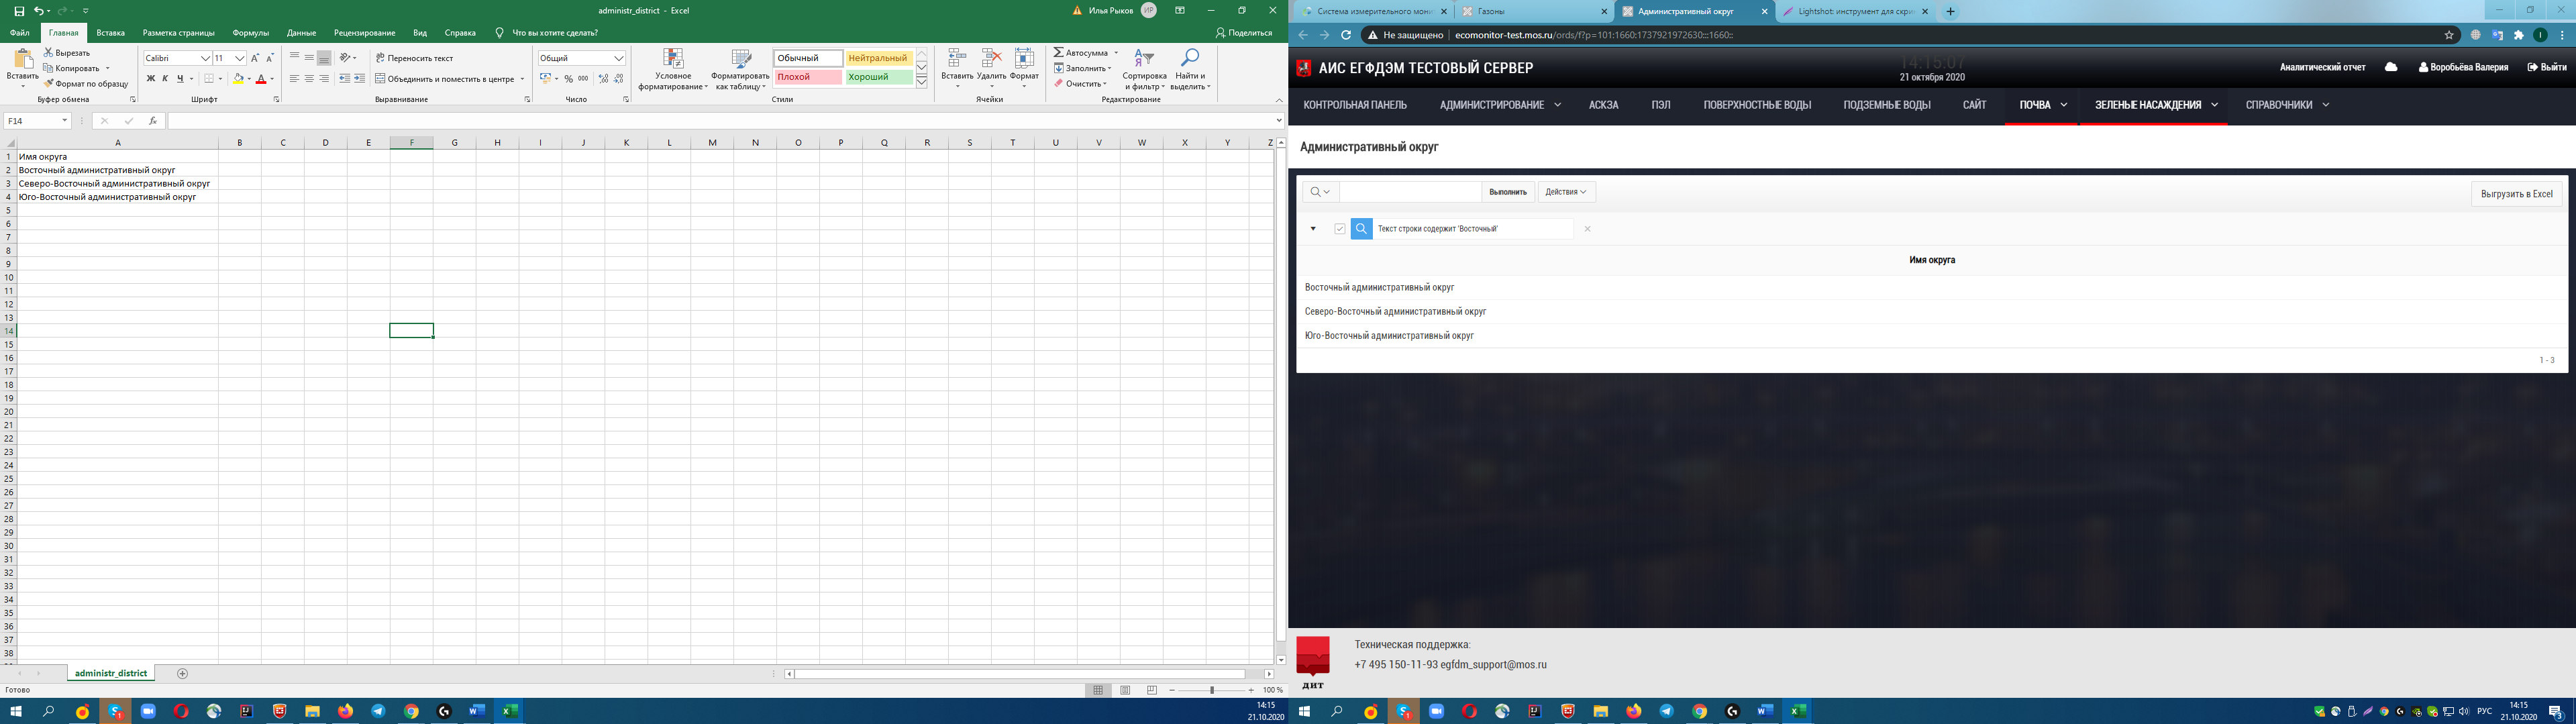 administr_district - Excel
Илья Рыков
ИР
Файл Главная Вставка Разметка страницы Формулы Данные Рецензирование Вид Справка Что вы хотите сделать? Поделиться
Вставить
Вырезать
Копировать
Формат по образцу
Буфер обмена
Calibri 11
Ж К Ч
Шрифт
Переносить текст
Объединить и поместить в центре
Выравнивание
Общий
% 000
Число
Условное форматирование
Форматировать как таблицу
Обычный Нейтральный
Плохой Хороший
Стили
Вставить Удалить Формат
Ячейки
Автосумма
Заполнить
Очистить
Сортировка и фильтр
Найти и выделить
Редактирование
F14
fx
A B C D E F G H I J K L M N O P Q R S T U V W X Y Z
1 Имя округа
2 Восточный административный округ
3 Северо-Восточный административный округ
4 Юго-Восточный административный округ
5
6
7
8
9
10
11
12
13
14
15
16
17
18
19
20
21
22
23
24
25
26
27
28
29
30
31
32
33
34
35
36
37
38
administr_district
Готово
100 %
14:15
21.10.2020
Система измерительного мони
Газоны
Административный округ
Lightshot: инструмент для скри
Не защищено ecomonitor-test.mos.ru/ords/f?p=101:1660:1737921972630:::1660::
АИС ЕГФДЭМ ТЕСТОВЫЙ СЕРВЕР
14:15:07
21 октября 2020
Аналитический отчет
Воробьёва Валерия
Выйти
КОНТРОЛЬНАЯ ПАНЕЛЬ АДМИНИСТРИРОВАНИЕ АСКЗА ПЭЛ ПОВЕРХНОСТНЫЕ ВОДЫ ПОДЗЕМНЫЕ ВОДЫ САЙТ ПОЧВА ЗЕЛЕНЫЕ НАСАЖДЕНИЯ СПРАВОЧНИКИ
Административный округ
Выполнить
Действия
Выгрузить в Excel
Текст строки содержит 'Восточный'
Имя округа
Восточный административный округ
Северо-Восточный административный округ
Юго-Восточный административный округ
1 - 3
ДИТ
Техническая поддержка:
+7 495 150-11-93 egfdm_support@mos.ru
РУС
14:15
21.10.2020